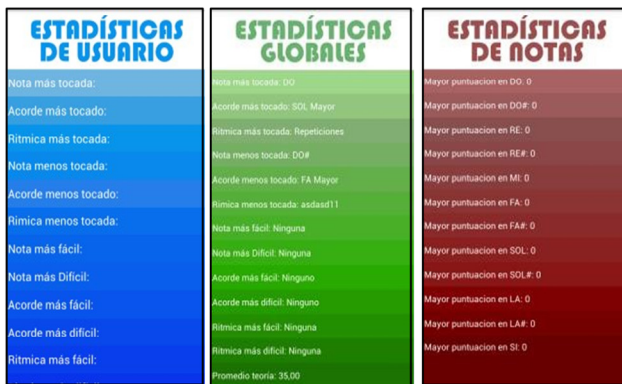 ESTADÍSTICAS
DE USUARIO
Nota más tocada:
Acorde más tocado:
Ritmica más tocada:
Nota menos tocada:
Acorde menos tocado:
Rimica menos tocada:
Nota más fácil:
Nota más Difícil:
Acorde más fácil:
Acorde más difícil:
Ritmica más fácil:
ESTADÍSTICAS
GLOBALES
Nota más tocada: DO
Acorde más tocado: SOL Mayor
Ritmica más tocada: Repeticiones
Nota menos tocada: DO#
Acorde menos tocado: FA Mayor
Rimica menos tocada: asdasd11
Nota más fácil: Ninguna
Nota más Difícil: Ninguna
Acorde más fácil: Ninguno
Acorde más difícil: Ninguno
Ritmica más fácil: Ninguna
Ritmica más difícil: Ninguna
Promedio teoria: 35,00
ESTADÍSTICAS
DE NOTAS
Mayor puntuacion en DO: 0
Mayor puntuacion en DO#: 0
Mayor puntuacion en RE: 0
Mayor puntuacion en RE#: 0
Mayor puntuacion en MI: 0
Mayor puntuacion en FA: 0
Mayor puntuacion en FA#: 0
Mayor puntuacion en SOL: 0
Mayor puntuacion en SOL#: 0
Mayor puntuacion en LA: 0
Mayor puntuacion en LA#: 0
Mayor puntuacion en SI: 0